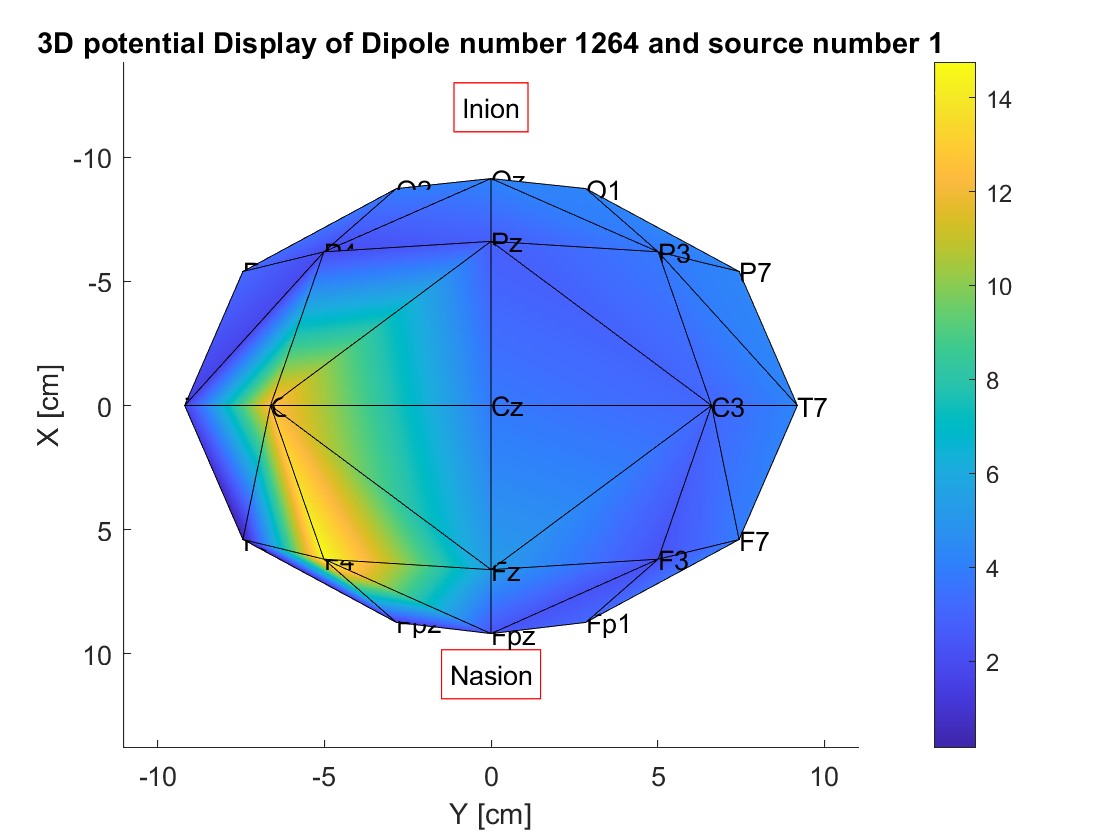 3D potential Display of Dipole number 1264 and source number 1
Inion
Oz
O1
Pz
P3
P7
Cz
C3
T7
F4
Fz
F3
F7
Fpz
Fpz
Fp1
Nasion
-10
-5
0
5
10
X [cm]
-10
-5
0
5
10
Y [cm]
14
12
10
8
6
4
2